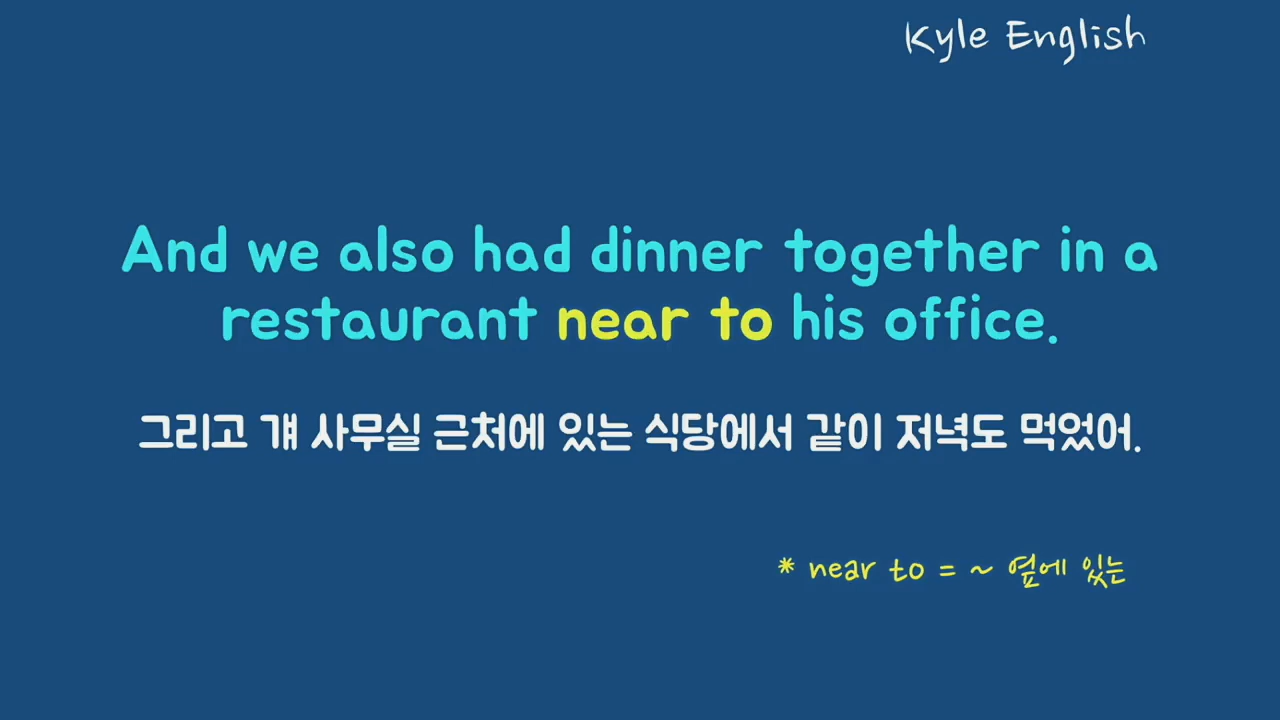 Kyle English
And we also had dinner together in a
restaurant near to his office.
그리고 걔 사무실 근처에 있는 식당에서 같이 저녁도 먹었어.
* near to = ~ 옆에 있는